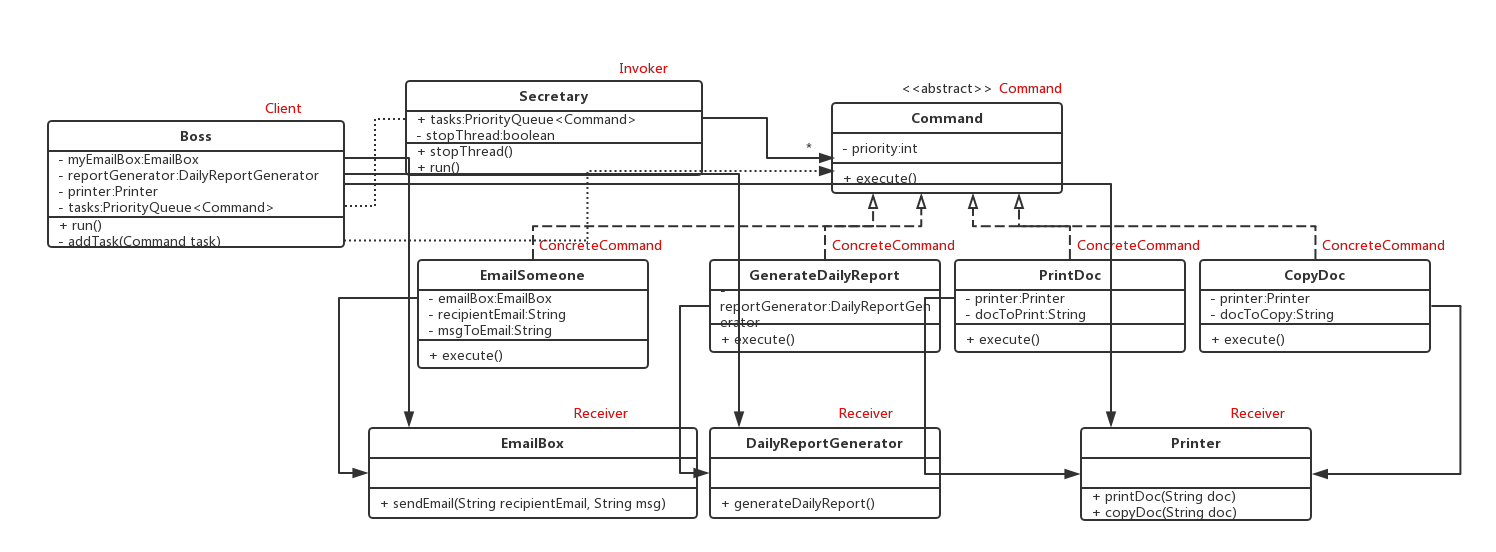 Invoker
Secretary
+ tasks:PriorityQueue<Command>
- stopThread:boolean
+ stopThread()
+ run()
<<abstract>> Command
Command
- priority:int
+ execute()
*
Client
Boss
- myEmailBox:EmailBox
- reportGenerator:DailyReportGenerator
- printer:Printer
- tasks:PriorityQueue<Command>
+ run()
- addTask(Command task)
ConcreteCommand
EmailSomeone
- emailBox:EmailBox
- recipientEmail:String
- msgToEmail:String
+ execute()
ConcreteCommand
GenerateDailyReport
-
reportGenerator:DailyReportGen
erator
+ execute()
ConcreteCommand
PrintDoc
- printer:Printer
- docToPrint:String
+ execute()
ConcreteCommand
CopyDoc
- printer:Printer
- docToCopy:String
+ execute()
Receiver
EmailBox
+ sendEmail(String recipientEmail, String msg)
Receiver
DailyReportGenerator
+ generateDailyReport()
Receiver
Printer
+ printDoc(String doc)
+ copyDoc(String doc)